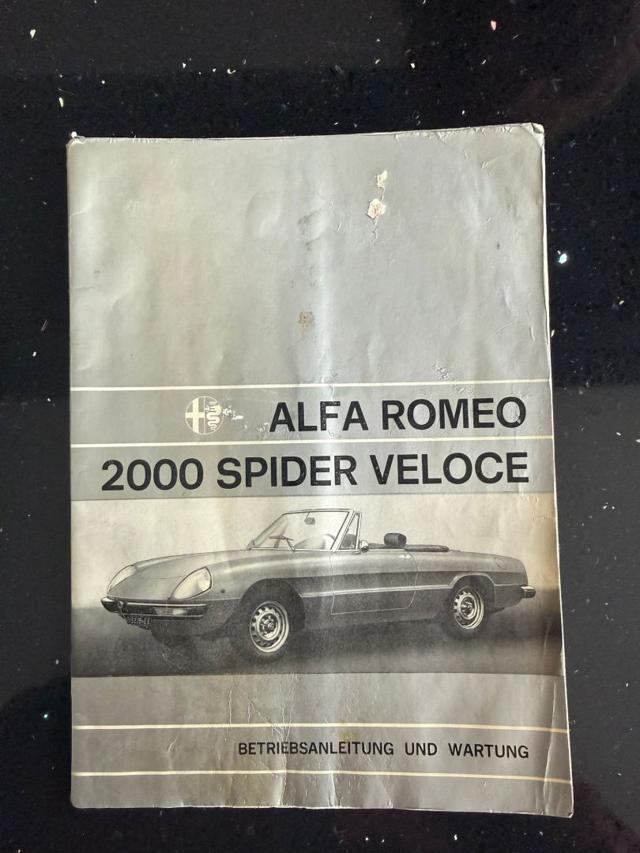 ALFA ROMEO
2000 SPIDER VELOCE
BETRIEBSANLEITUNG UND WARTUNG